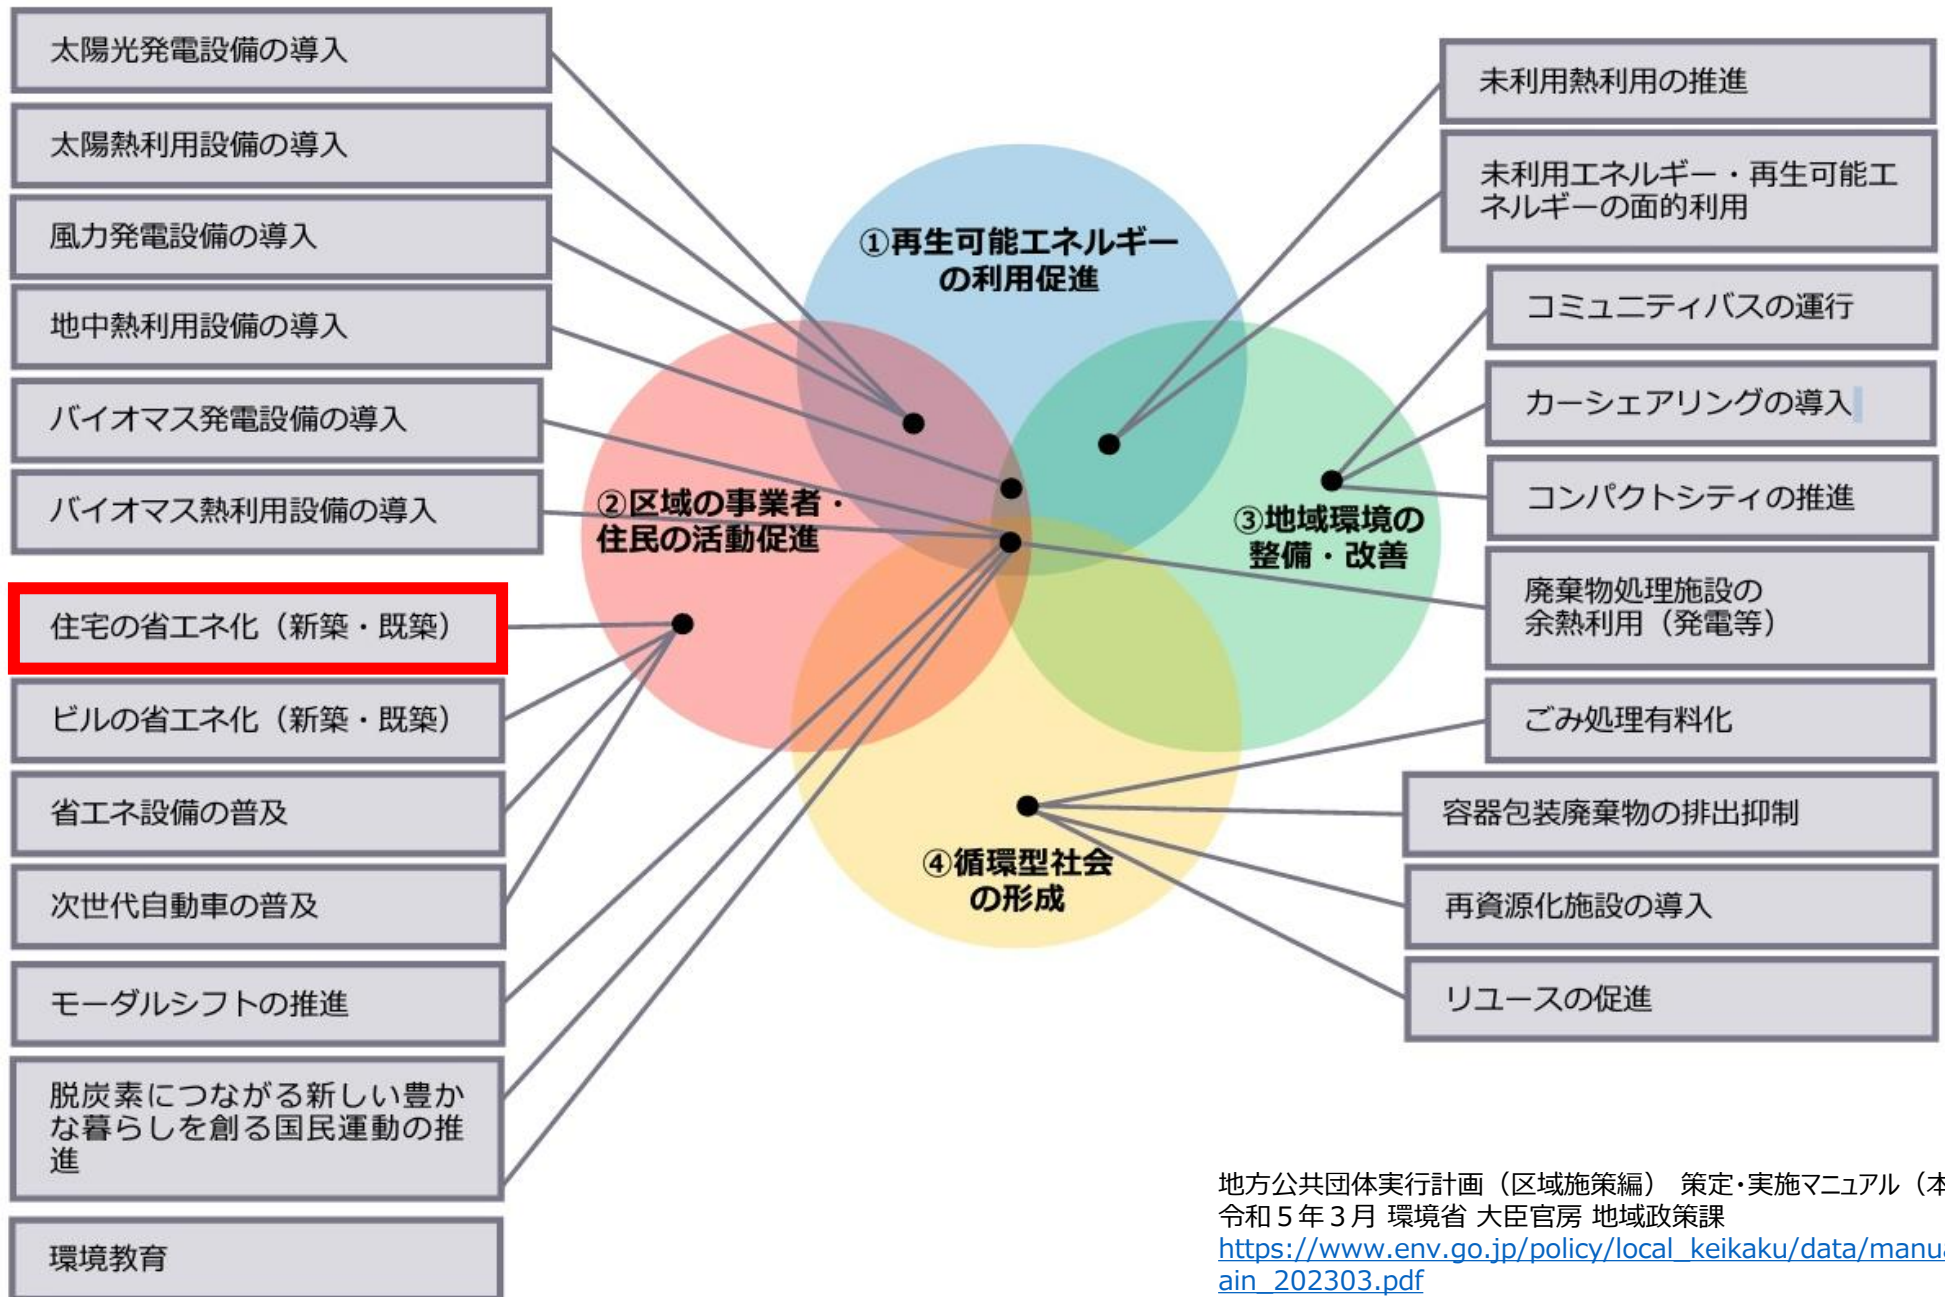 太陽光発電設備の導入
太陽熱利用設備の導入
風力発電設備の導入
地中熱利用設備の導入
バイオマス発電設備の導入
バイオマス熱利用設備の導入
住宅の省エネ化（新築・既築）
ビルの省エネ化（新築・既築）
省エネ設備の普及
次世代自動車の普及
モーダルシフトの推進
脱炭素につながる新しい豊か
な暮らしを創る国民運動の推
進
環境教育
①再生可能エネルギー
の利用促進
②区域の事業者・
住民の活動促進
③地域環境の
整備・改善
④循環型社会
の形成
未利用熱利用の推進
未利用エネルギー・再生可能エ
ネルギーの面的利用
コミュニティバスの運行
カーシェアリングの導入
コンパクトシティの推進
廃棄物処理施設の
余熱利用（発電等）
ごみ処理有料化
容器包装廃棄物の排出抑制
再資源化施設の導入
リユースの促進
地方公共団体実行計画（区域施策編） 策定・実施マニュアル（本
令和５年３月 環境省 大臣官房 地域政策課
https://www.env.go.jp/policy/local_keikaku/data/manua
ain_202303.pdf